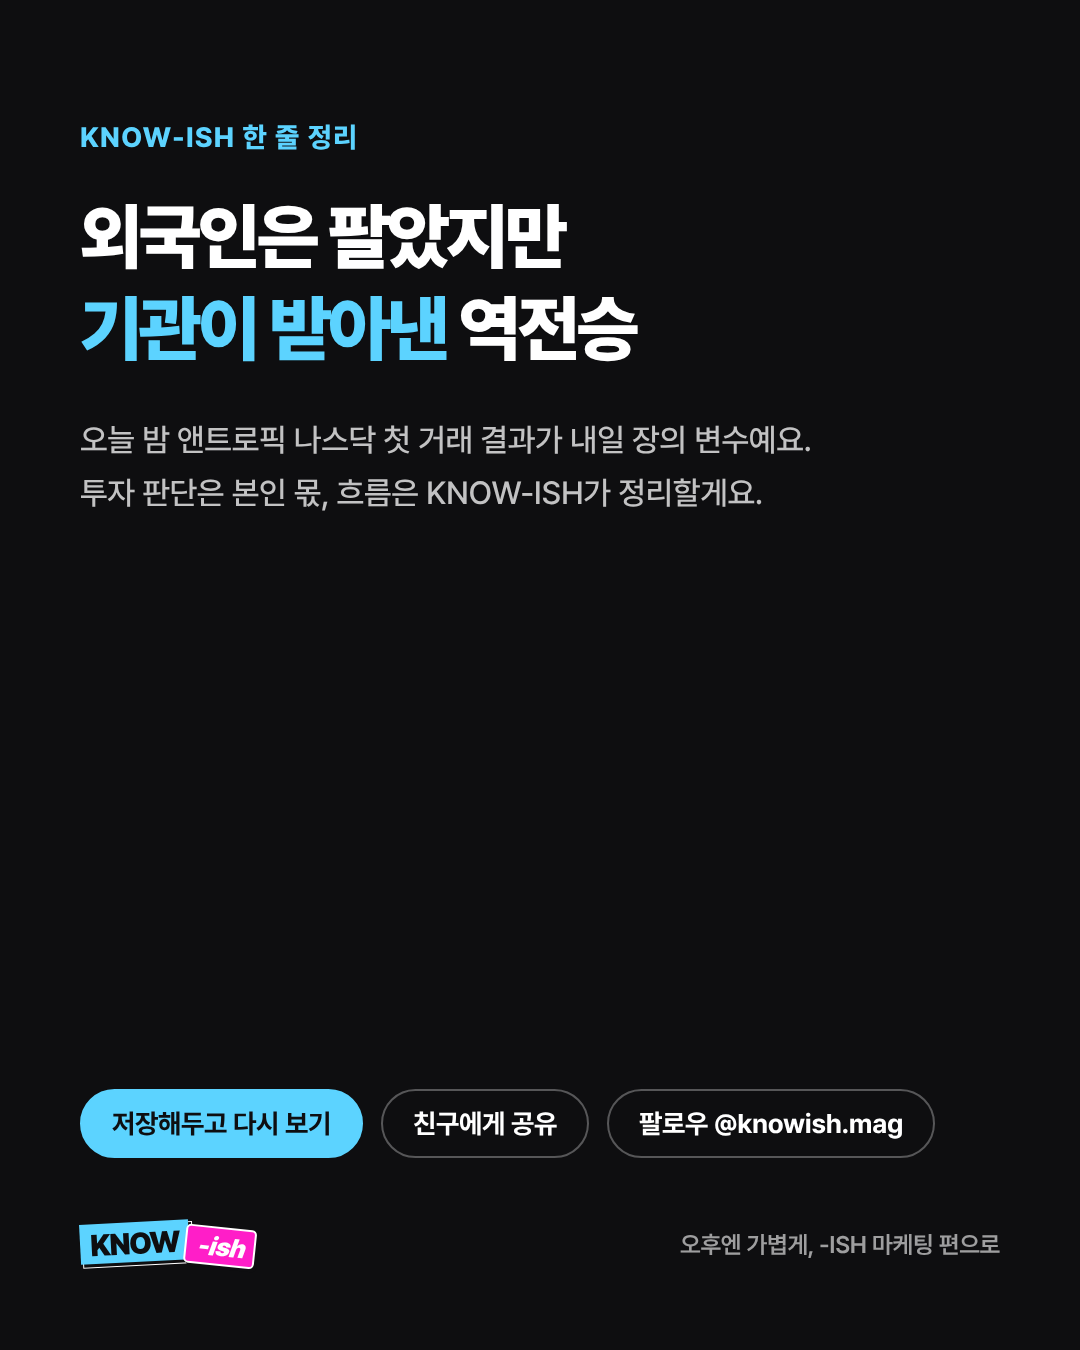 KNOW-ISH 한 줄 정리
외국인은 팔았지만
기관이 받아낸 역전승
오늘 밤 앤트로픽 나스닥 첫 거래 결과가 내일 장의 변수예요.
투자 판단은 본인 몫, 흐름은 KNOW-ISH가 정리할게요.
저장해두고 다시 보기
친구에게 공유
팔로우 @knowish.mag
KNOW -ish
오후엔 가볍게, -ISH 마케팅 편으로